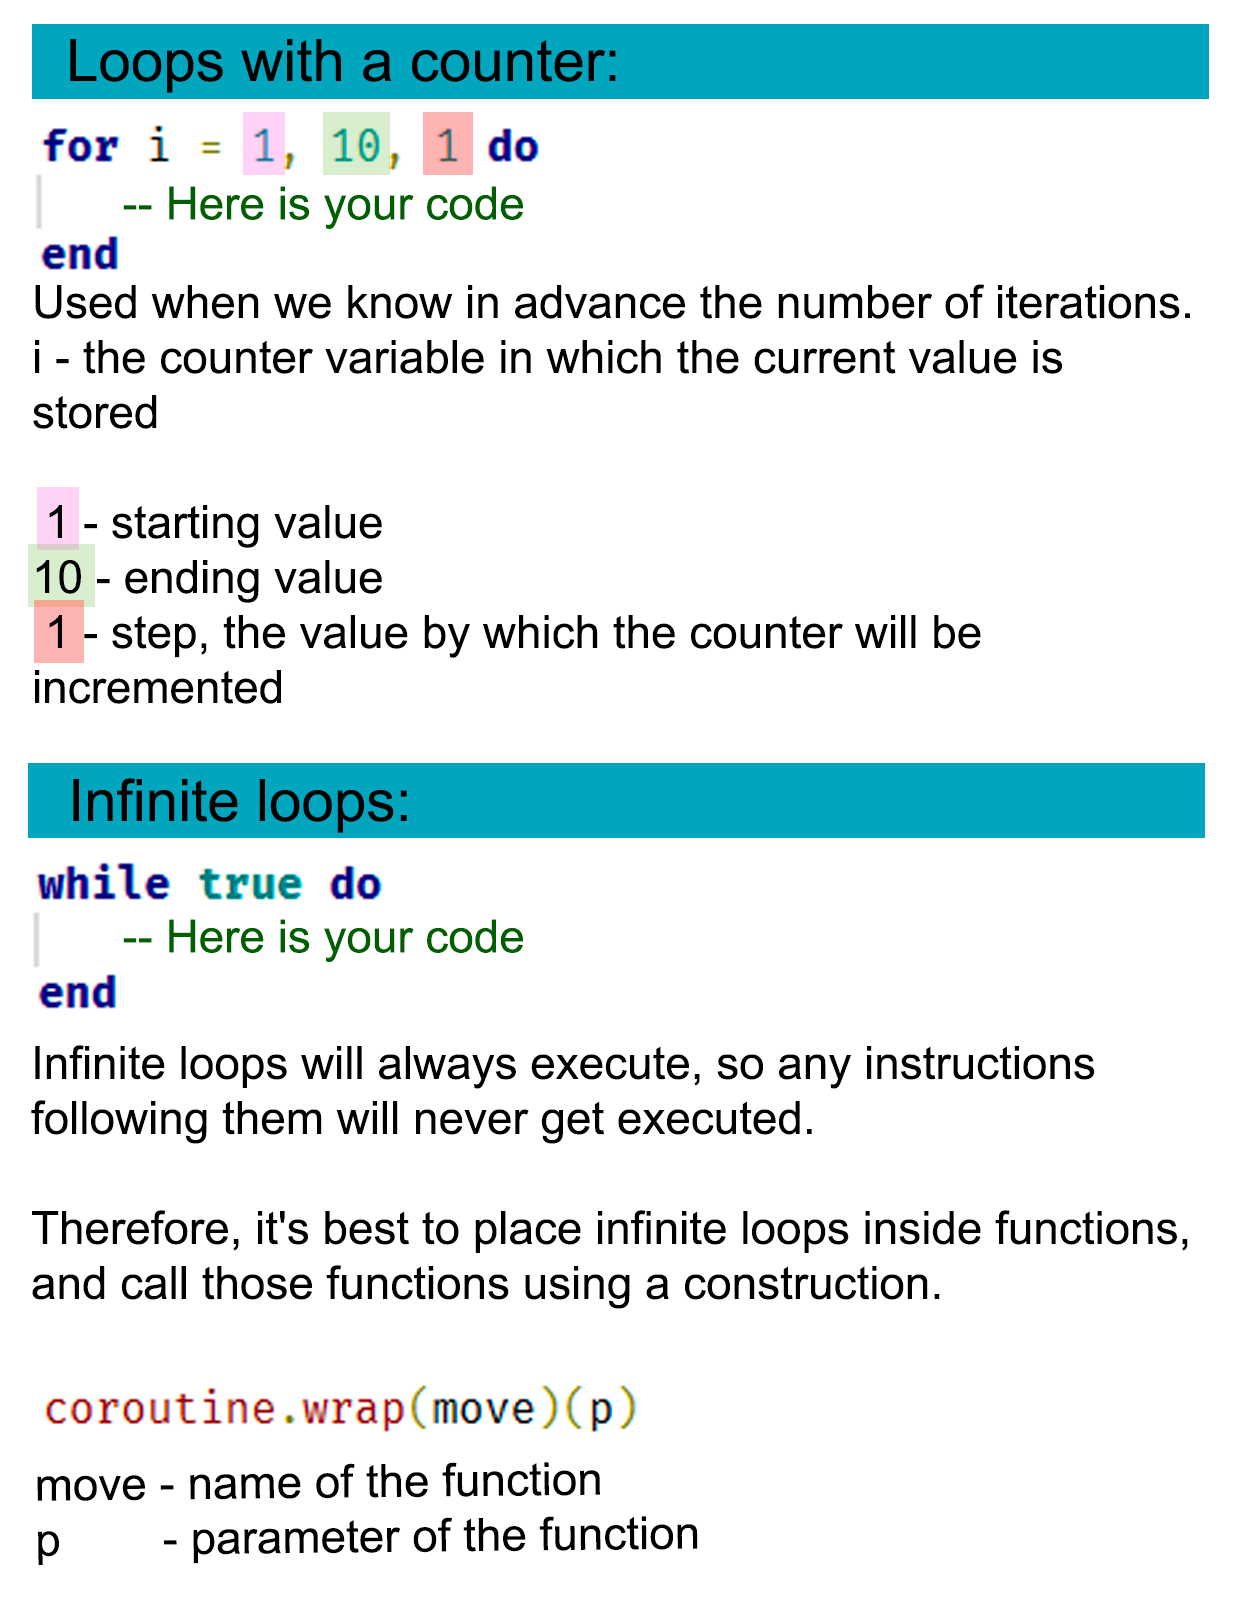 Loops with a counter:
for i = 1, 10, 1 do
-- Here is your code
end
Used when we know in advance the number of iterations.
i - the counter variable in which the current value is
stored
1 - starting value
10 - ending value
1 - step, the value by which the counter will be
incremented
Infinite loops:
while true do
-- Here is your code
end
Infinite loops will always execute, so any instructions
following them will never get executed.
Therefore, it's best to place infinite loops inside functions,
and call those functions using a construction.
coroutine.wrap(move)(p)
move - name of the function
p - parameter of the function